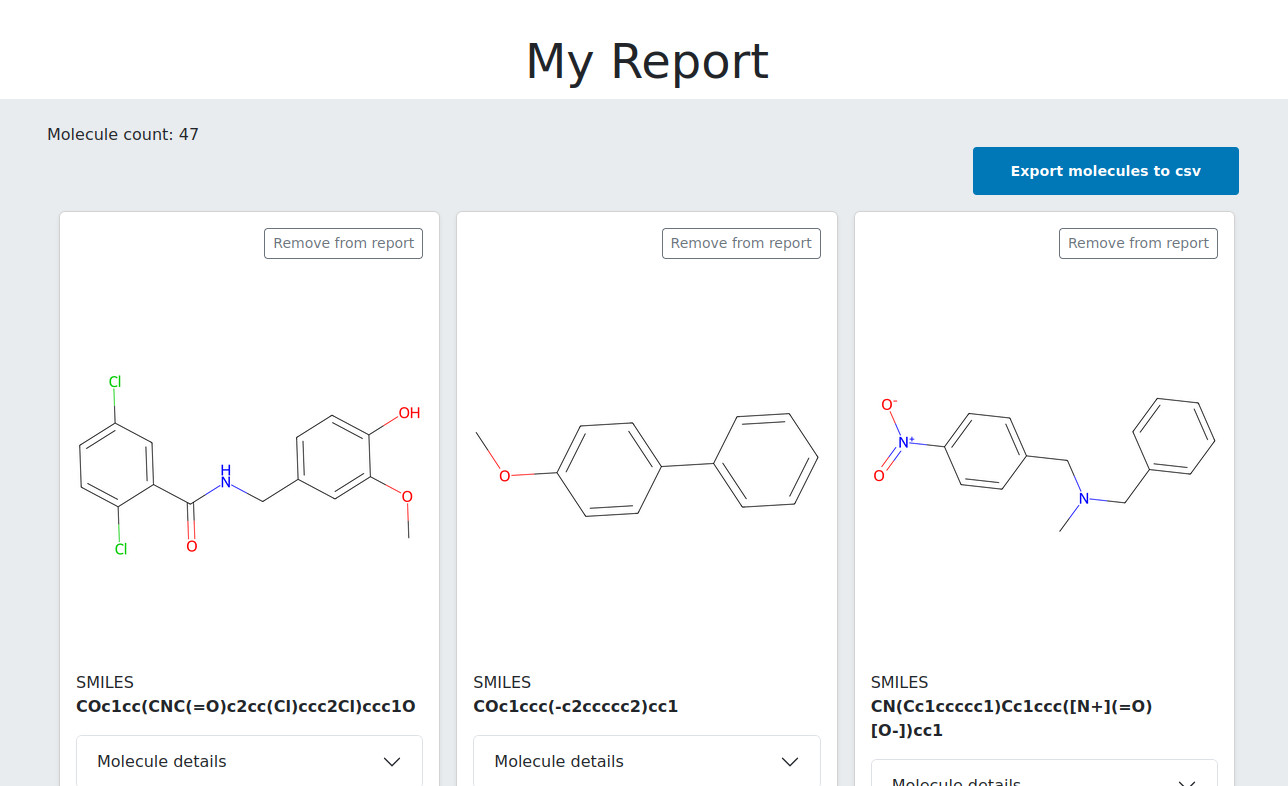 My Report
Molecule count: 47
Export molecules to csv
Remove from report
Cl
OH
H
N
O
O
Cl
SMILES
COc1cc(CNC(=O)c2cc(Cl)ccc2Cl)ccc1O
Molecule details
Remove from report
O
SMILES
COc1ccc(-c2ccccc2)cc1
Molecule details
Remove from report
O-
N+
O
N
SMILES
CN(Cc1ccccc1)Cc1ccc([N+](=O)
[O-])cc1
Molecule details